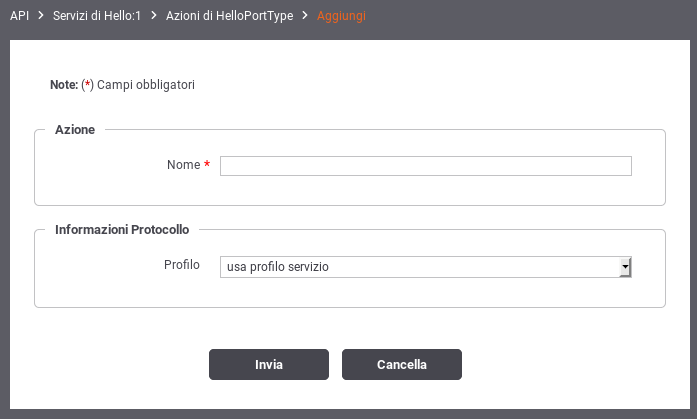 API > Servizi di Hello:1 > Azioni di HelloPortType > Aggiungi
Note: (*) Campi obbligatori
Azione
Nome *
Informazioni Protocollo
Profilo usa profilo servizio
Invia Cancella